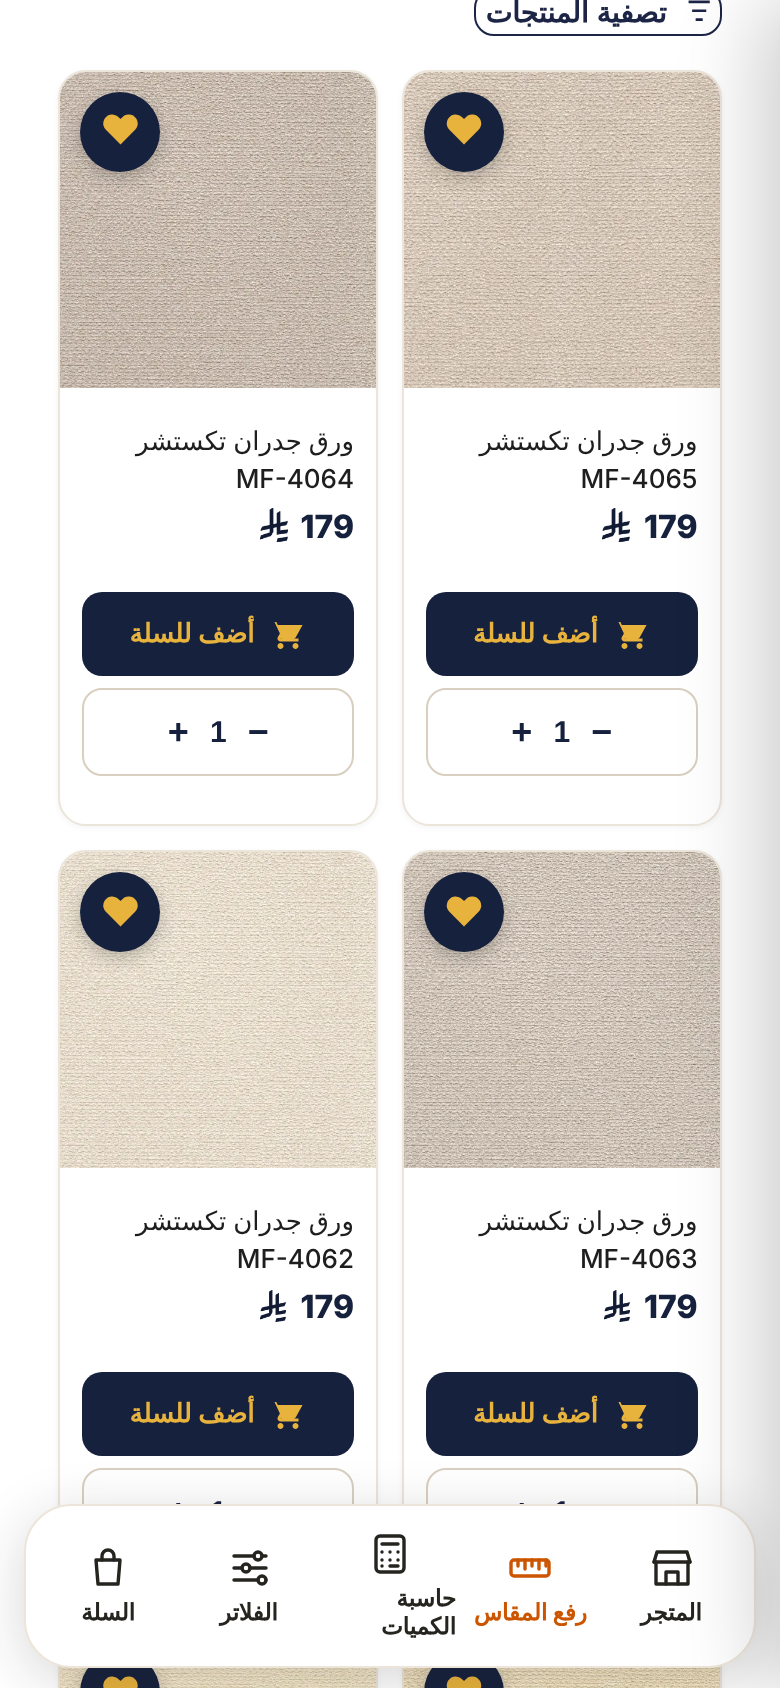 تصفية المنتجات
ورق جدران تكستشر
MF-4065
179
أضف للسلة
− 1 +
ورق جدران تكستشر
MF-4064
179
أضف للسلة
− 1 +
ورق جدران تكستشر
MF-4063
179
أضف للسلة
ورق جدران تكستشر
MF-4062
179
أضف للسلة
المتجر
رفع المقاس
حاسبة
الكميات
الفلاتر
السلة